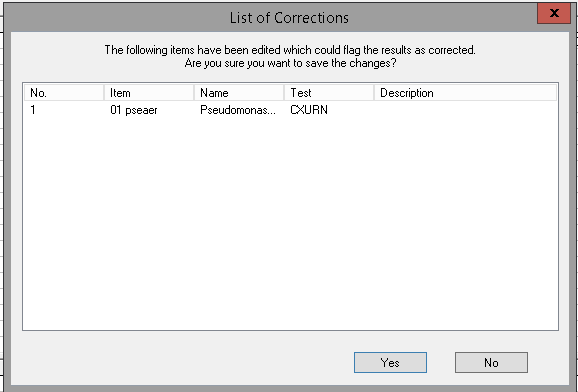 List of Corrections
x
The following items have been edited which could flag the results as corrected.
Are you sure you want to save the changes?
No. Item Name Test Description
1 01 pseaer Pseudomonas... CXURN
Yes No